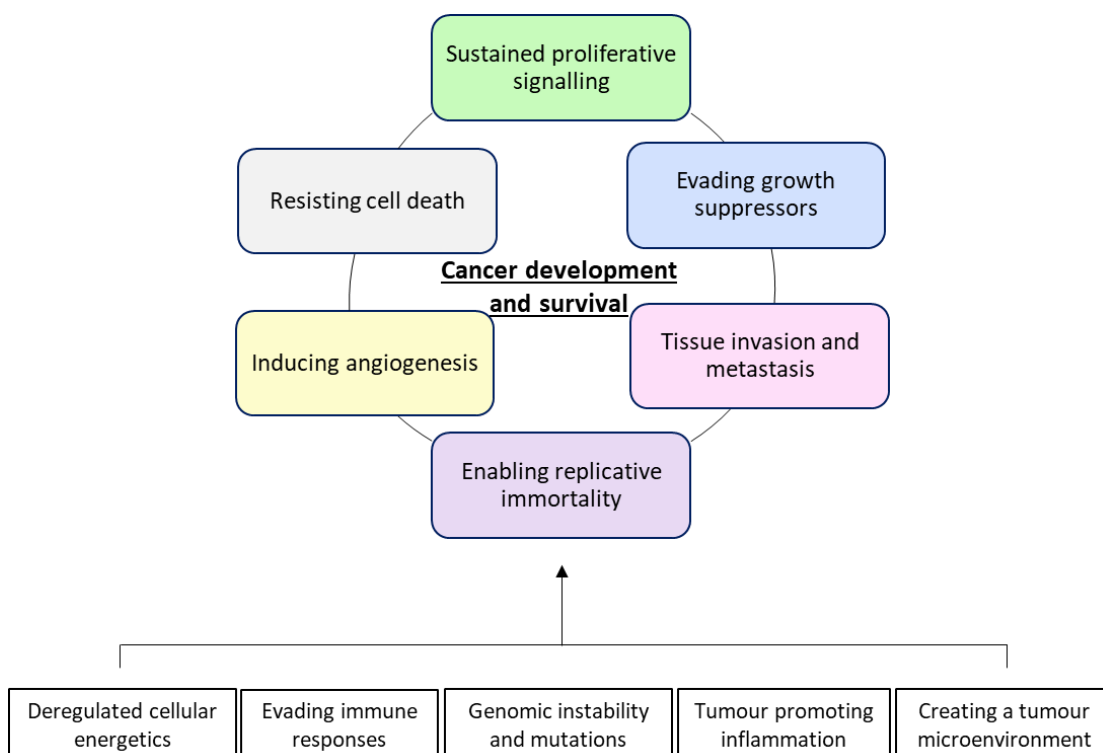 Sustained proliferative
signalling
Resisting cell death
Evading growth
suppressors
Cancer development
and survival
Inducing angiogenesis
Tissue invasion and
metastasis
Enabling replicative
immortality
Deregulated cellular
energetics
Evading immune
responses
Genomic instability
and mutations
Tumour promoting
inflammation
Creating a tumour
microenvironment